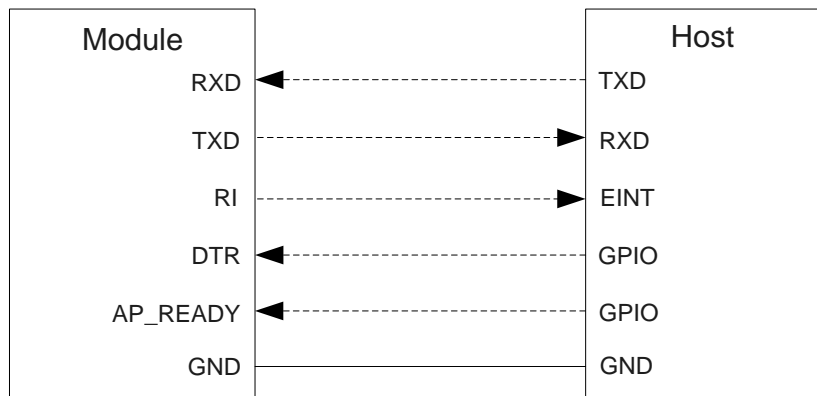 Module Host
RXD TXD
TXD RXD
RI EINT
DTR GPIO
AP_READY GPIO
GND GND